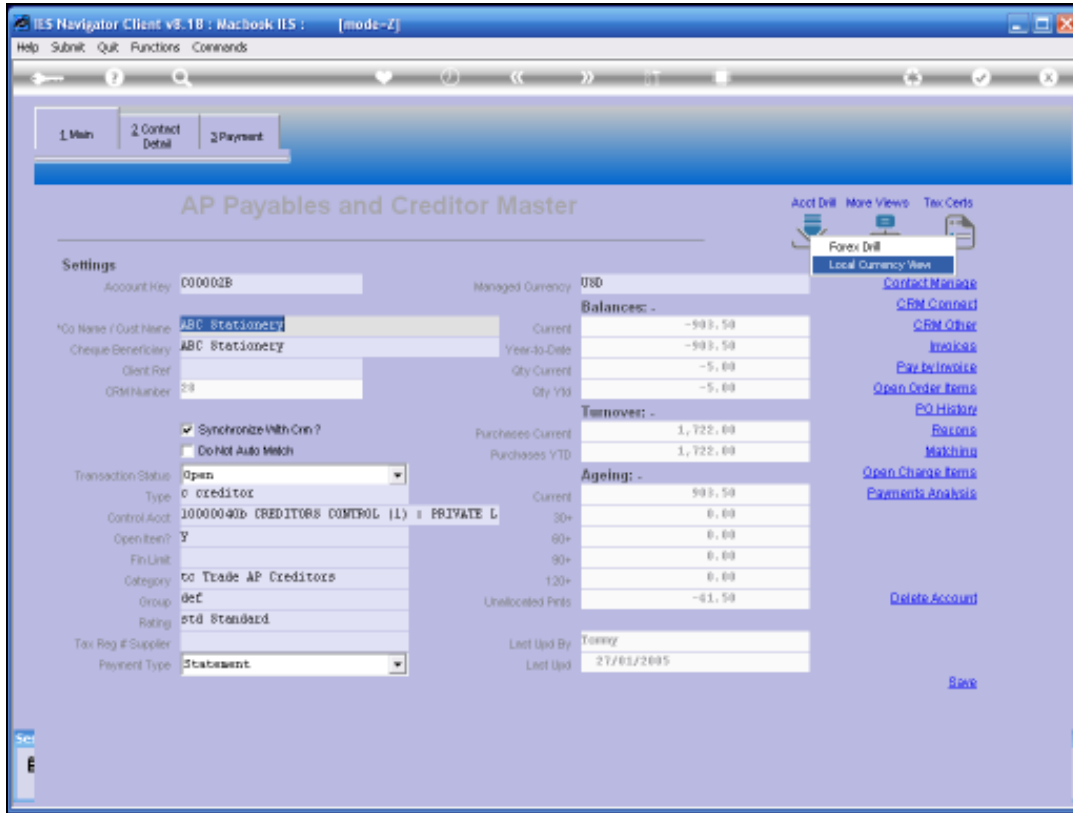 IES Navigator Client v8.18 : Macbook IES : [mode-Z]
Help Submit Quit Functions Commands
1 Main
2 Contact Detail
3 Payment
AP Payables and Creditor Master
Acct Drill More Views Tax Certs
Forex Drill
Local Currency View
Settings
Account Key C00002B
Managed Currency USD
Contact Manage
Balances: -
CRM Connect
*Co Name / Cust Name ABC Stationery
Current -903.50
CRM Other
Cheque Beneficiary ABC Stationery
Year-to-Date -903.50
Invoices
Client Ref
Qty Current -5.00
Pay by Invoice
CRM Number 28
Qty Ytd -5.00
Open Order Items
Turnover: -
PO History
Synchronize With Crm ?
Purchases Current 1,722.00
Recons
Do Not Auto Match
Purchases YTD 1,722.00
Matching
Transaction Status Open
Ageing: -
Open Charge Items
Type c creditor
Current 903.50
Payments Analysis
Control Acct 10000040b CREDITORS CONTROL (1) : PRIVATE L
30+ 0.00
Open Item? Y
60+ 0.00
Fin Limit
90+ 0.00
Category tc Trade AP Creditors
120+ 0.00
Group def
Unallocated Pmts -41.50
Delete Account
Rating std Standard
Tax Reg # Supplier
Last Upd By Tommy
Payment Type Statement
Last Upd 27/01/2005
Save
Ser